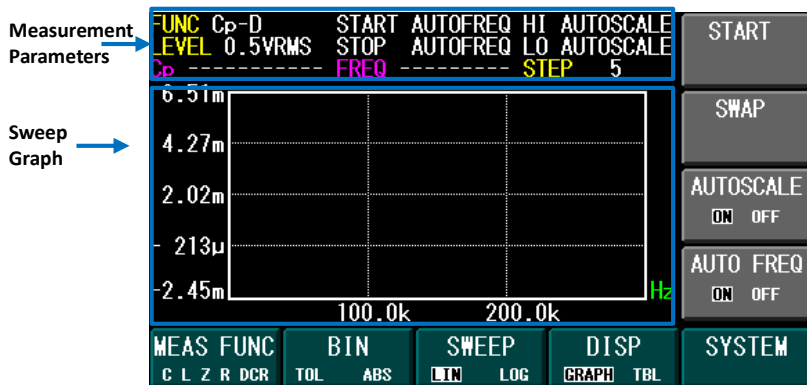 Measurement Parameters
FUNC Cp-D START AUTOFREQ HI AUTOSCALE
LEVEL 0.5VRMS STOP AUTOFREQ LO AUTOSCALE
Cp ----------- FREQ --------- STEP 5
Sweep Graph
6.51m
4.27m
2.02m
- 213µ
-2.45m
Hz
100.0k 200.0k
START
SWAP
AUTOSCALE
ON OFF
AUTO FREQ
ON OFF
MEAS FUNC BIN SWEEP DISP SYSTEM
C L Z R DCR TOL ABS LIN LOG GRAPH TBL